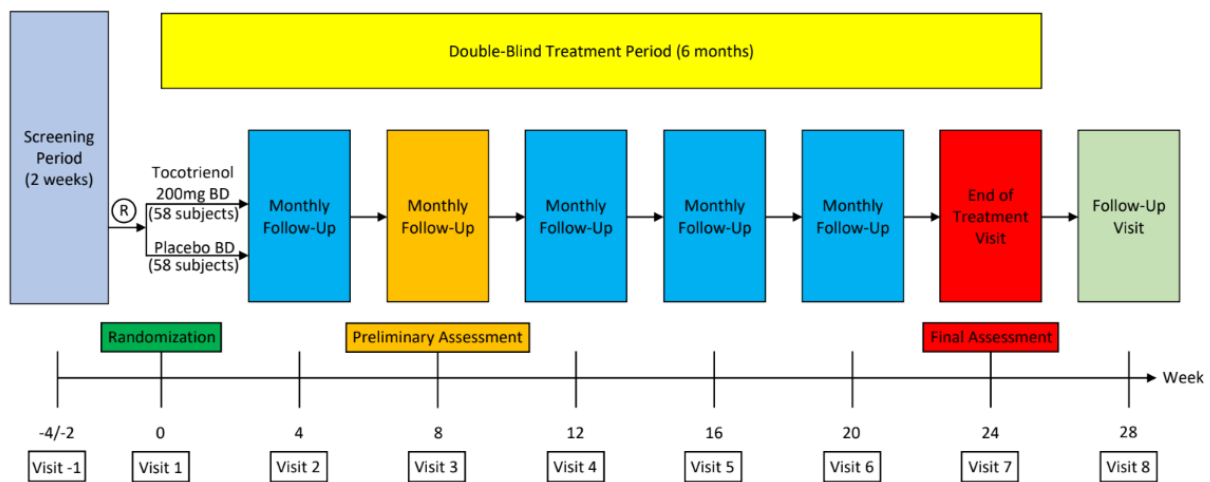 Double-Blind Treatment Period (6 months)
Screening
Period
(2 weeks)
R
Tocotrienol
200mg BD
(58 subjects)
Placebo BD
(58 subjects)
Monthly
Follow-Up
Monthly
Follow-Up
Monthly
Follow-Up
Monthly
Follow-Up
Monthly
Follow-Up
End of
Treatment
Visit
Follow-Up
Visit
Randomization
Preliminary Assessment
Final Assessment
Week
-4/-2
0
4
8
12
16
20
24
28
Visit -1
Visit 1
Visit 2
Visit 3
Visit 4
Visit 5
Visit 6
Visit 7
Visit 8